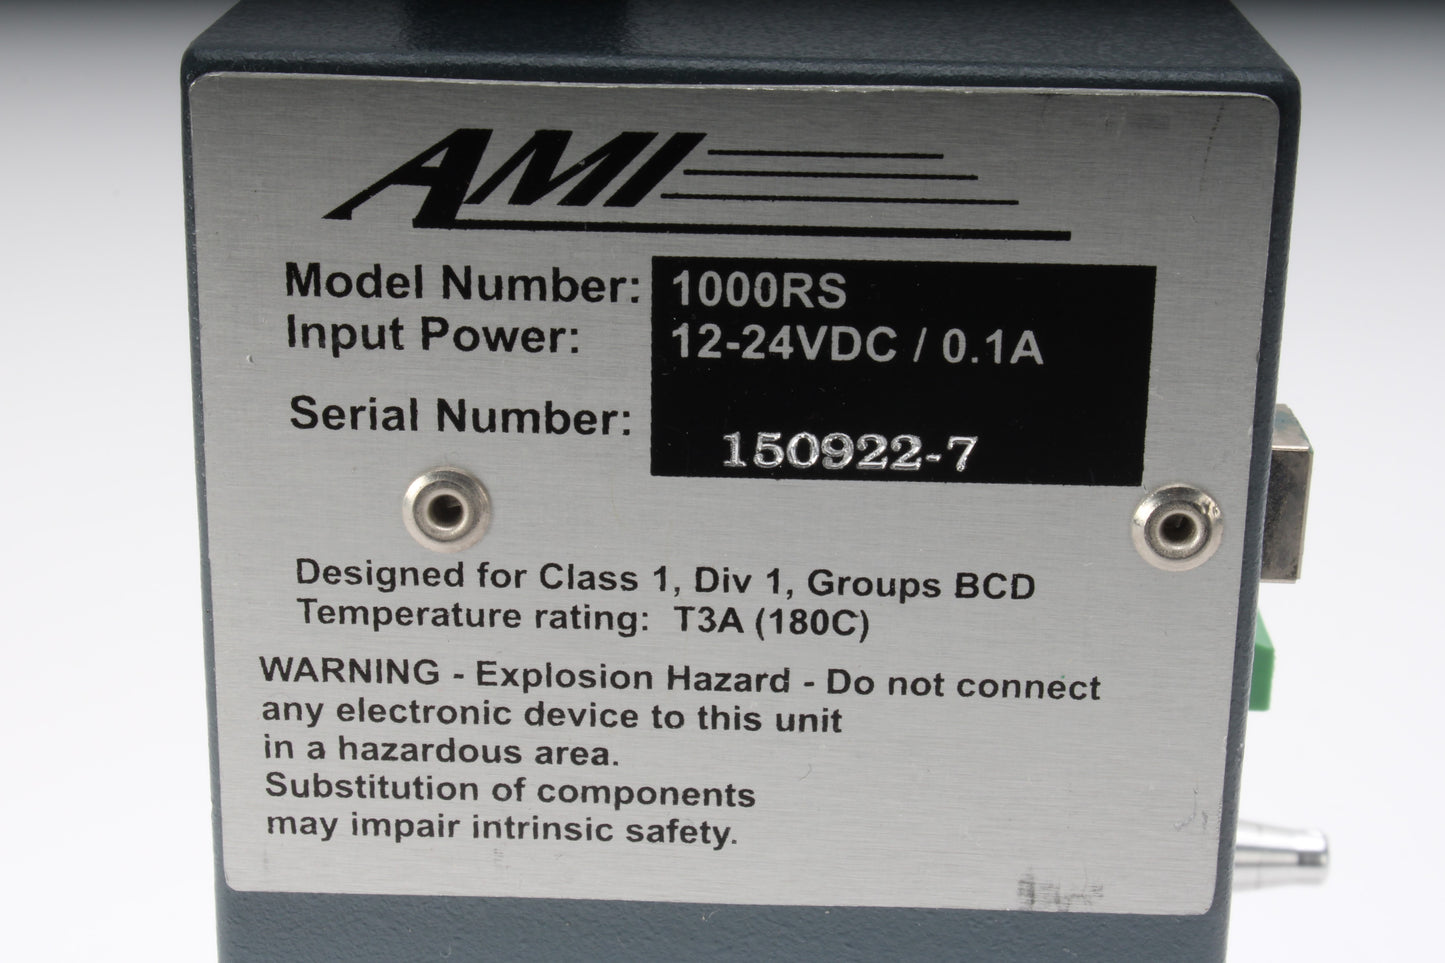 AMI
Model Number: 1000RS
Input Power: 12-24VDC / 0.1A
Serial Number: 150922-7
Designed for Class 1, Div 1, Groups BCD
Temperature rating: T3A (180C)
WARNING - Explosion Hazard - Do not connect
any electronic device to this unit
in a hazardous area.
Substitution of components
may impair intrinsic safety.